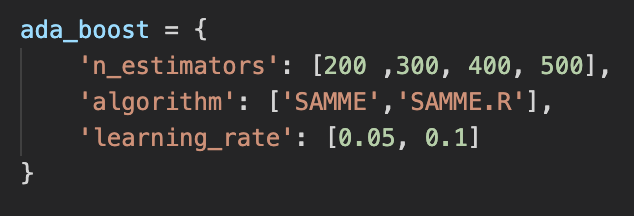 ada_boost = {
    'n_estimators': [200 ,300, 400, 500],
    'algorithm': ['SAMME','SAMME.R'],
    'learning_rate': [0.05, 0.1]
}